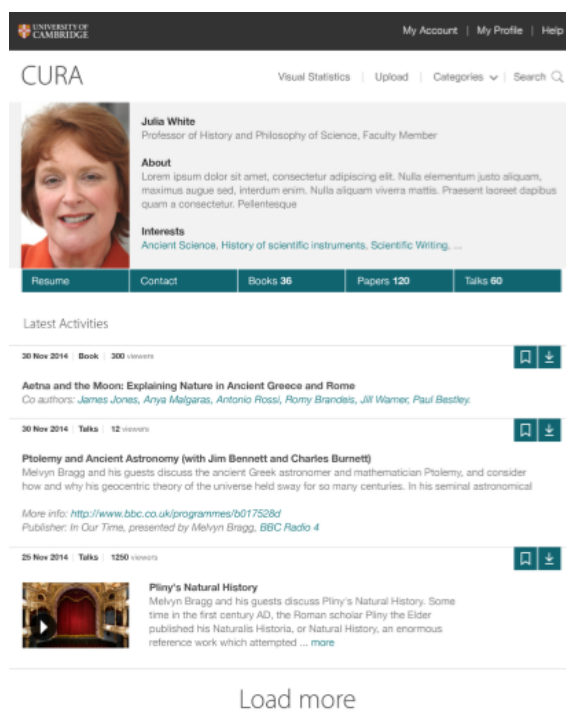 UNIVERSITY OF
CAMBRIDGE
My Account | My Profile | Help
CURA
Visual Statistics | Upload | Categories | Search
Julia White
Professor of History and Philosophy of Science, Faculty Member
About
Lorem ipsum dolor sit amet, consectetur adipiscing elit. Nulla elementum justo aliquam,
maximus augue sed, interdum enim. Nulla aliquam viverra mattis. Praesent laoreet dapibus
quam a consectetur. Pellentesque
Interests
Ancient Science, History of scientific instruments, Scientific Writing, ...
Resume Contact Books 36 Papers 120 Talks 60
Latest Activities
30 Nov 2014 | Book | 300 viewers
Aetna and the Moon: Explaining Nature in Ancient Greece and Rome
Co authors: James Jones, Anya Malgaras, Antonio Rossi, Romy Brandeis, Jill Warner, Paul Bestley.
30 Nov 2014 | Talks | 12 viewers
Ptolemy and Ancient Astronomy (with Jim Bennett and Charles Burnett)
Melvyn Bragg and his guests discuss the ancient Greek astronomer and mathematician Ptolemy, and consider
how and why his geocentric theory of the universe held sway for so many centuries. In his seminal astronomical
More info: http://www.bbc.co.uk/programmes/b017528d
Publisher: In Our Time, presented by Melvyn Bragg, BBC Radio 4
25 Nov 2014 | Talks | 1250 viewers
Pliny's Natural History
Melvyn Bragg and his guests discuss Pliny's Natural History. Some
time in the first century AD, the Roman scholar Pliny the Elder
published his Naturalis Historia, or Natural History, an enormous
reference work which attempted ... more
Load more